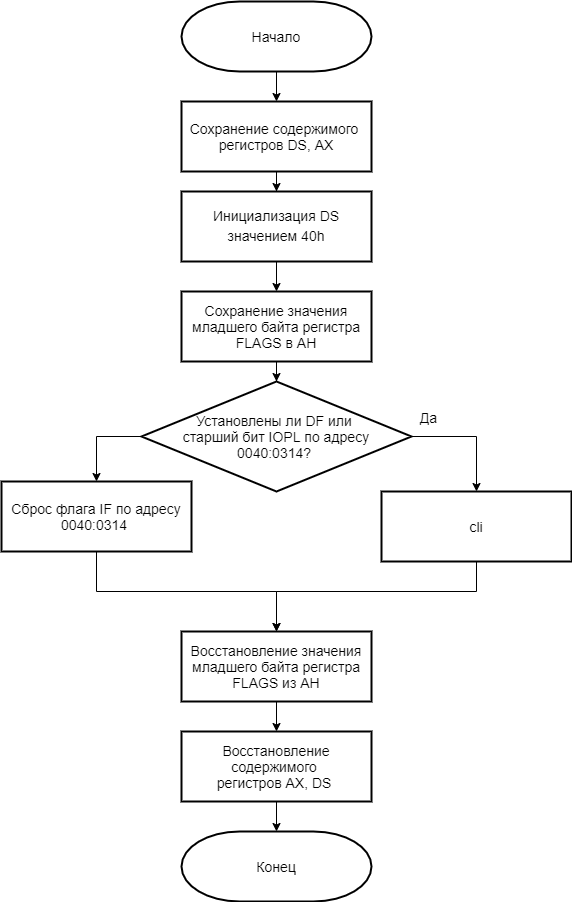 Начало
Сохранение содержимого
регистров DS, AX
Инициализация DS
значением 40h
Сохранение значения
младшего байта регистра
FLAGS в AH
Установлены ли DF или
старший бит IOPL по адресу
0040:0314?
Да
Сброс флага IF по адресу
0040:0314
cli
Восстановление значения
младшего байта регистра
FLAGS из AH
Восстановление
содержимого
регистров AX, DS
Конец